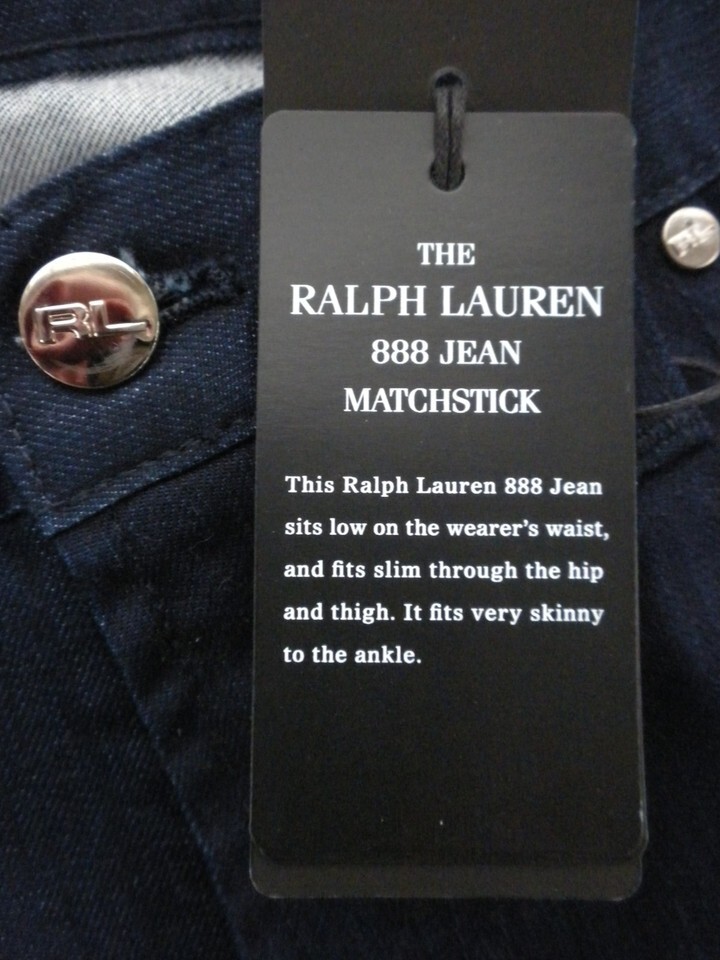 THE
RALPH LAUREN
888 JEAN
MATCHSTICK
This Ralph Lauren 888 Jean
sits low on the wearer's waist,
and fits slim through the hip
and thigh. It fits very skinny
to the ankle.
RL
RL